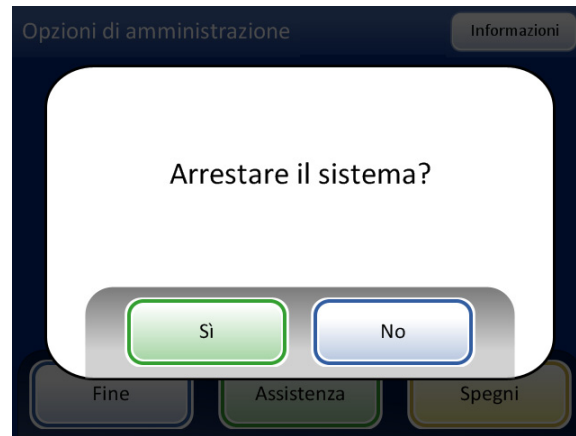 Opzioni di amministrazione
Informazioni
Arrestare il sistema?
Sì
No
Fine
Assistenza
Spegni